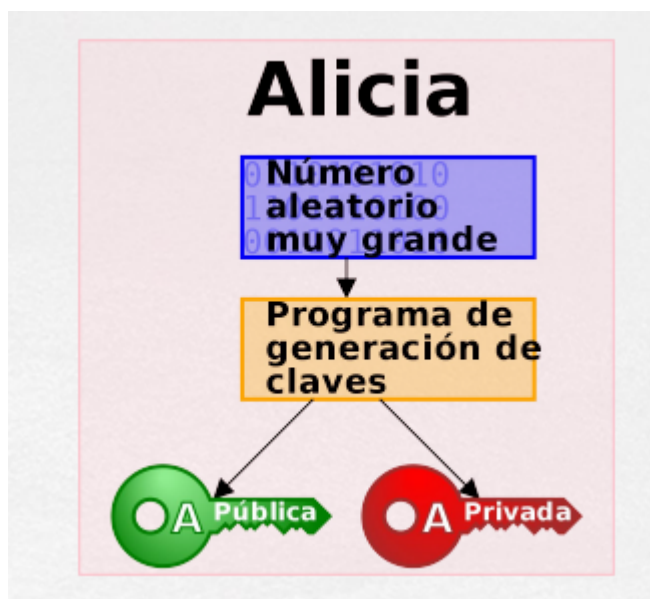 Alicia
Número
aleatorio
muy grande
Programa de
generación de
claves
A Pública
A Privada